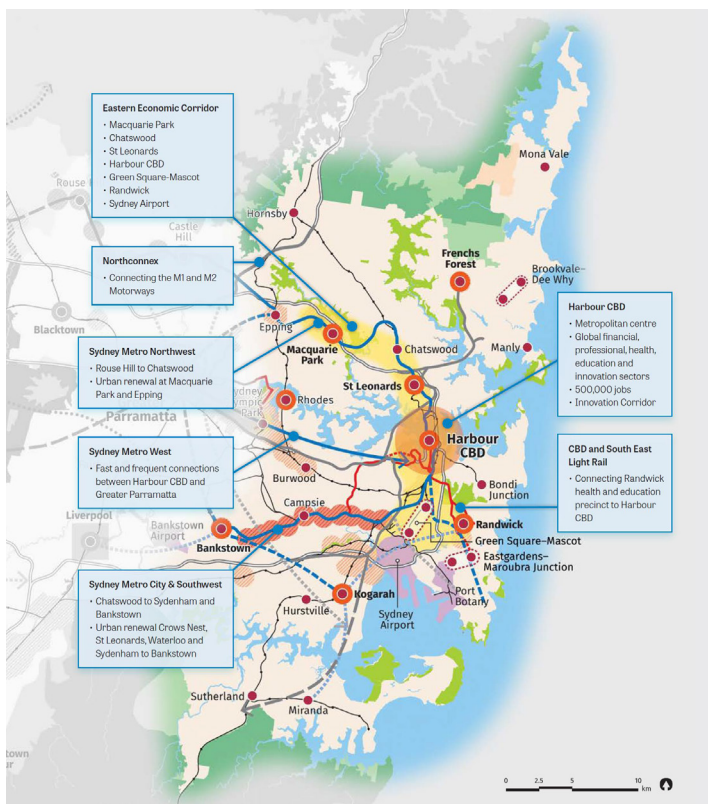 Eastern Economic Corridor
• Macquarie Park
• Chatswood
• St Leonards
• Harbour CBD
• Green Square-Mascot
• Randwick
• Sydney Airport
Mona Vale
Hornsby
Castle
Hill
Northconnex
• Connecting the M1 and M2
Motorways
Frenchs
Forest
Brookvale–
Dee Why
Blacktown
Epping
Harbour CBD
• Metropolitan centre
• Global financial,
professional, health,
education and
innovation sectors
• 500,000 jobs
• Innovation Corridor
Sydney Metro Northwest
• Rouse Hill to Chatswood
• Urban renewal at Macquarie
Park and Epping
Macquarie
Park
Chatswood
Manly
St Leonards
Rhodes
Parramatta
Harbour
CBD
Sydney Metro West
• Fast and frequent connections
between Harbour CBD and
Greater Parramatta
Burwood
CBD and South East
Light Rail
• Connecting Randwick
health and education
precinct to Harbour
CBD
Bondi
Junction
Campsie
Liverpool
Bankstown
Airport
Bankstown
Randwick
Green Square–Mascot
Eastgardens–
Maroubra Junction
Sydney Metro City & Southwest
• Chatswood to Sydenham and
Bankstown
• Urban renewal Crows Nest,
St Leonards, Waterloo and
Sydenham to Bankstown
Kogarah
Hurstville
Port
Botany
Sydney
Airport
Sutherland
Miranda
0 2.5 5 10
km